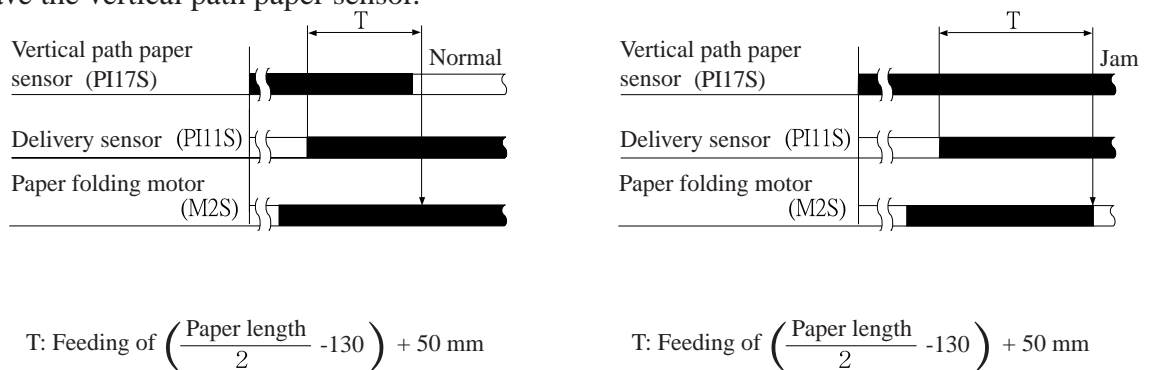 ave the vertical path paper sensor.
T
Vertical path paper
sensor (PI17S)
Normal
Delivery sensor (PI11S)
Paper folding motor
(M2S)
T: Feeding of (Paper length / 2 -130) + 50 mm
T
Vertical path paper
sensor (PI17S)
Jam
Delivery sensor (PI11S)
Paper folding motor
(M2S)
T: Feeding of (Paper length / 2 -130) + 50 mm